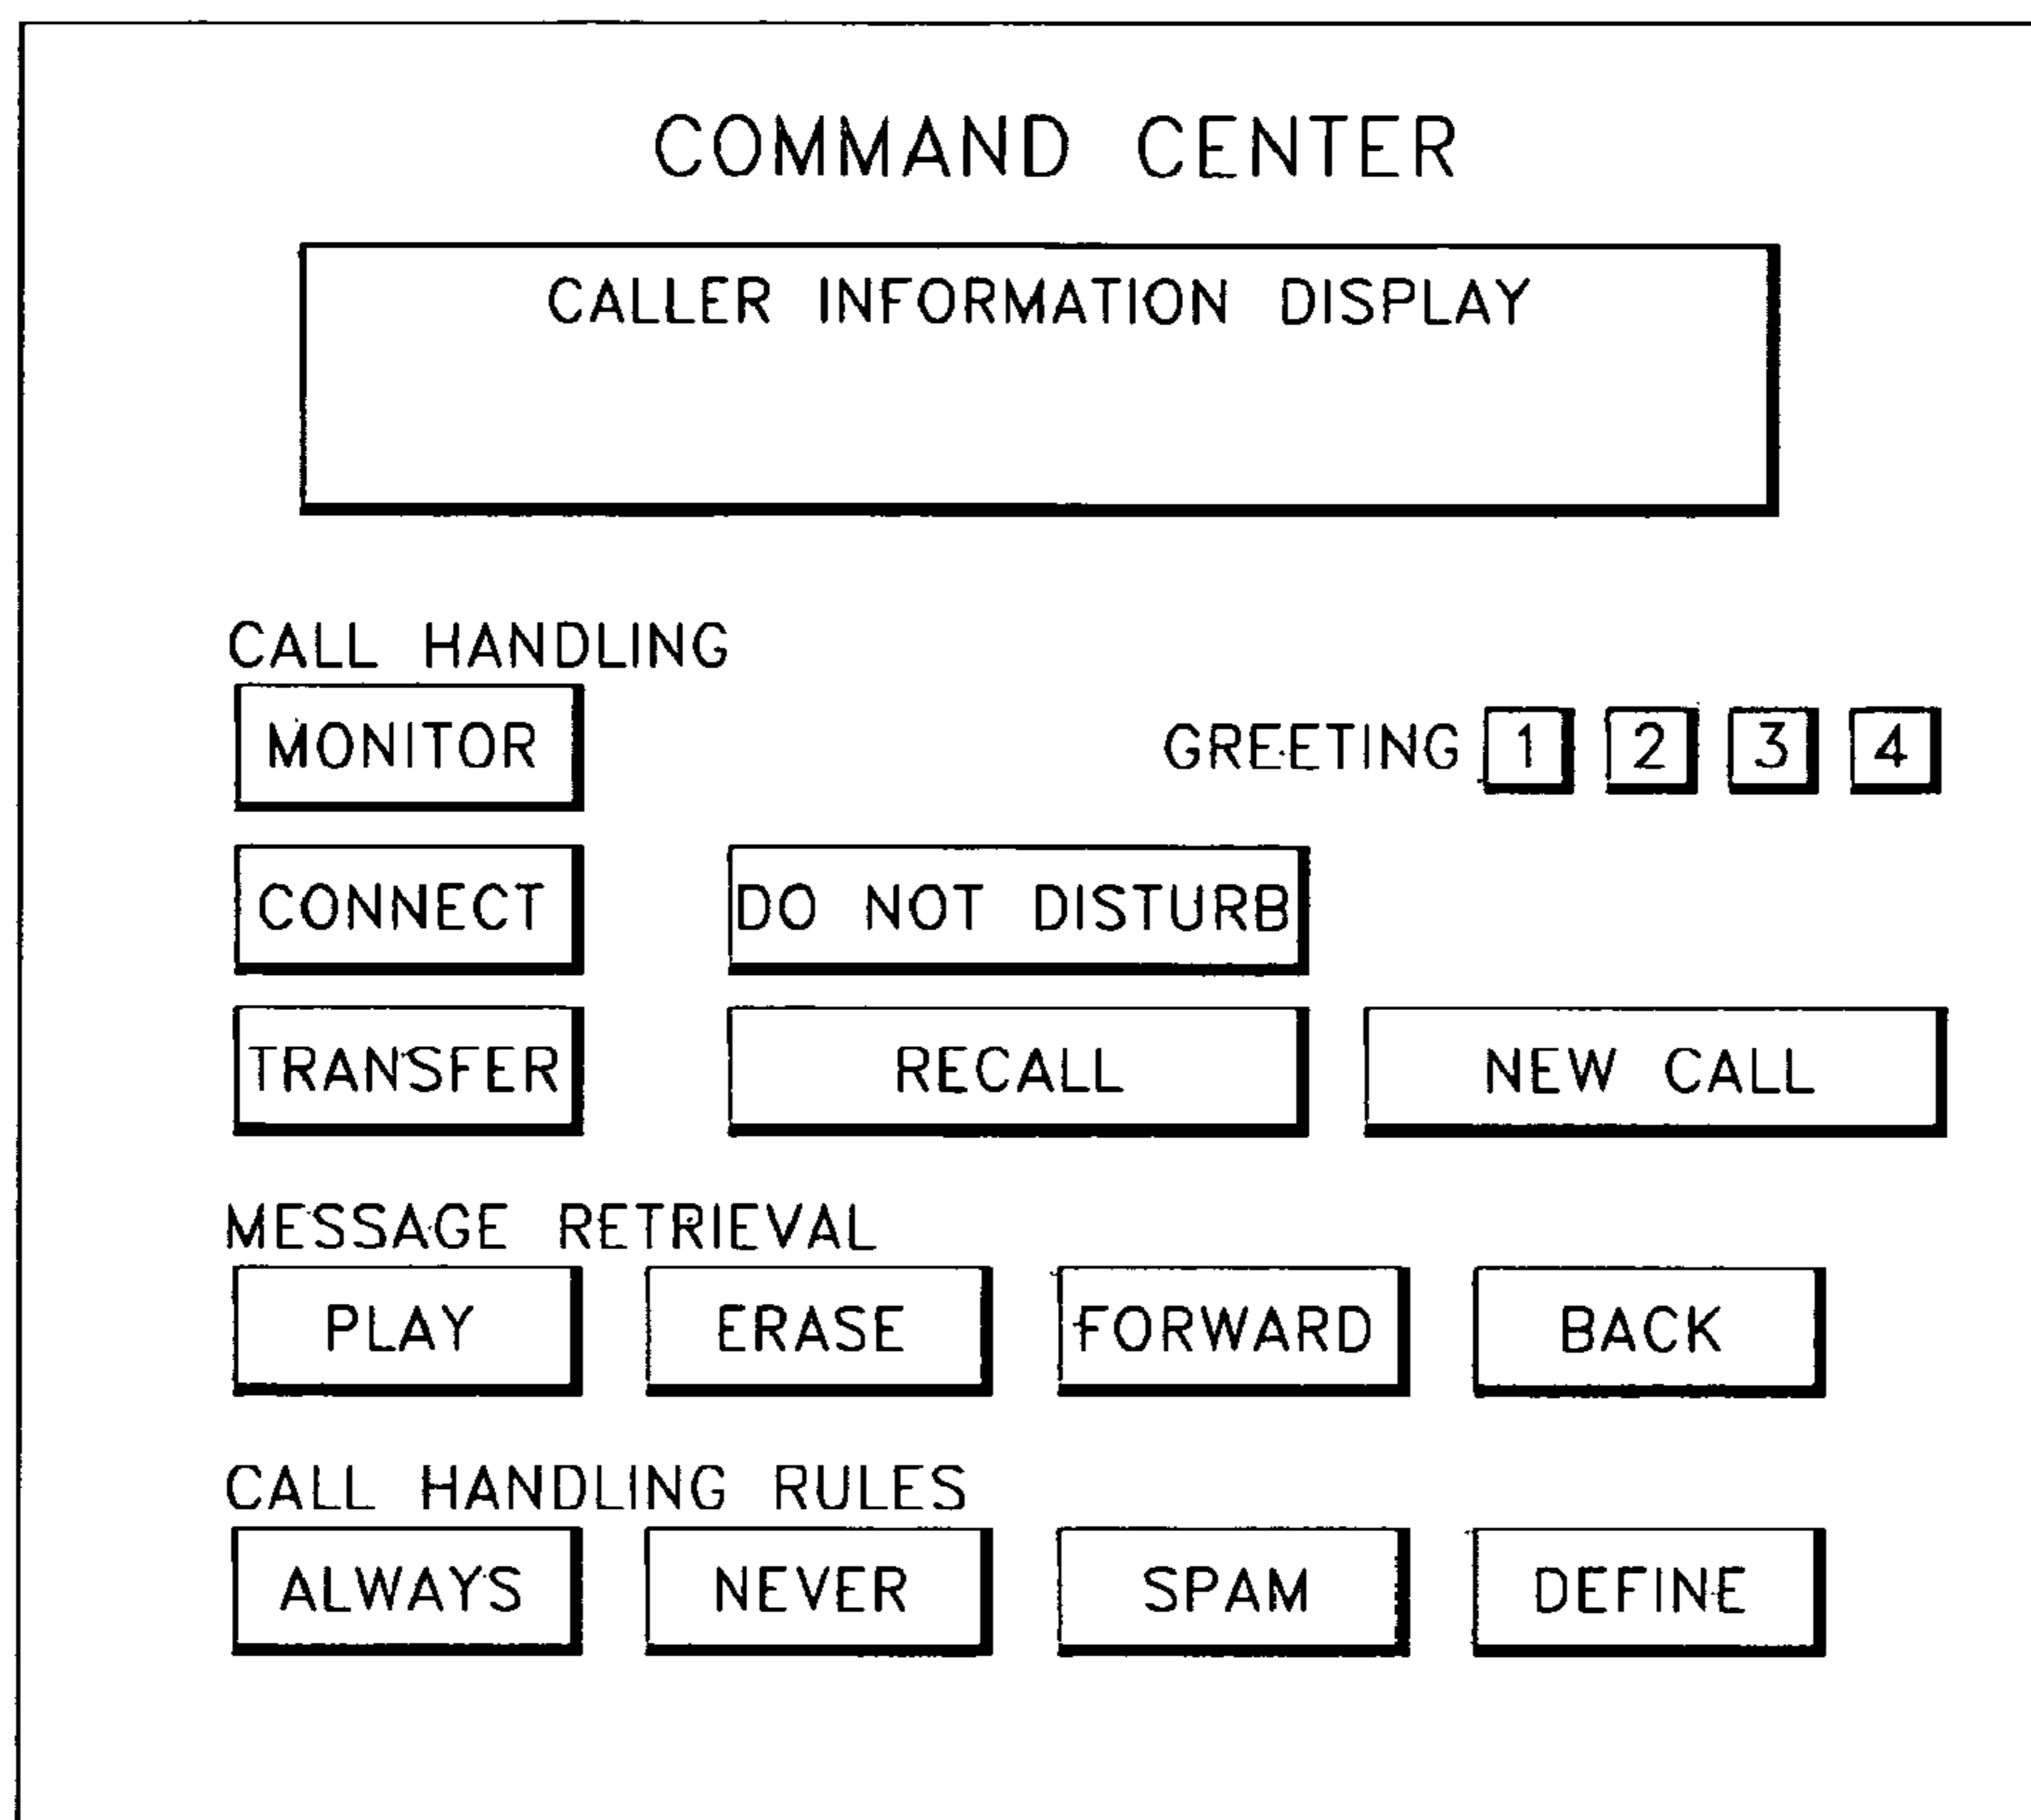 COMMAND CENTER
CALLER INFORMATION DISPLAY
CALL HANDLING
MONITOR GREETING 1 2 3 4
CONNECT DO NOT DISTURB
TRANSFER RECALL NEW CALL
MESSAGE RETRIEVAL
PLAY ERASE FORWARD BACK
CALL HANDLING RULES
ALWAYS NEVER SPAM DEFINE